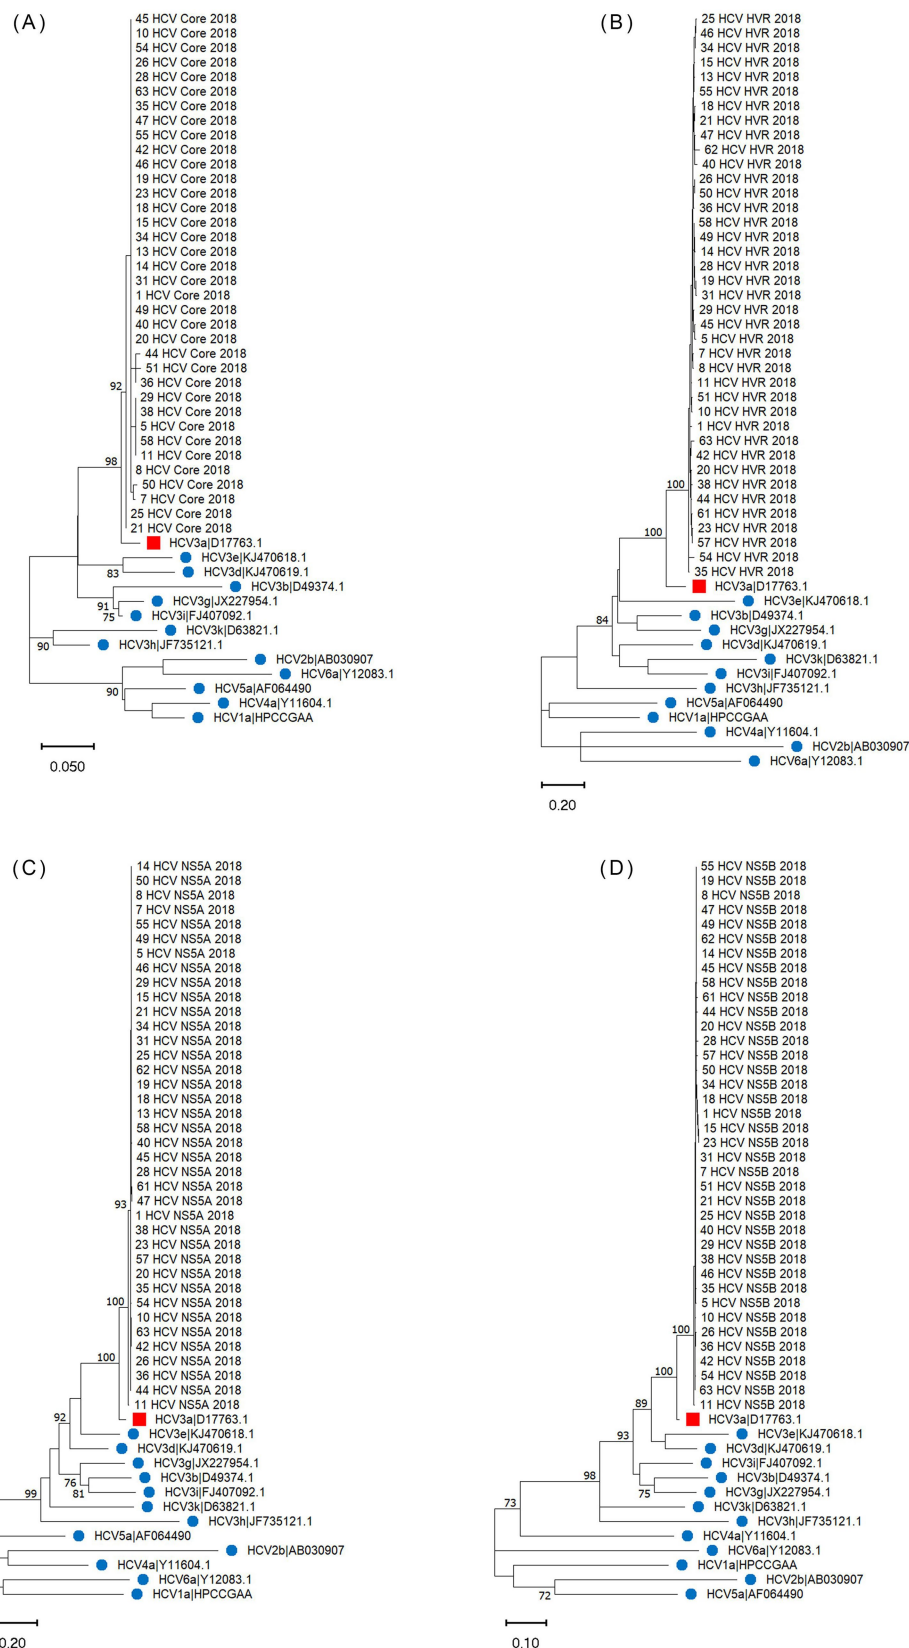 (A)
45 HCV Core 2018
10 HCV Core 2018
54 HCV Core 2018
26 HCV Core 2018
28 HCV Core 2018
63 HCV Core 2018
35 HCV Core 2018
47 HCV Core 2018
55 HCV Core 2018
42 HCV Core 2018
46 HCV Core 2018
19 HCV Core 2018
23 HCV Core 2018
18 HCV Core 2018
15 HCV Core 2018
34 HCV Core 2018
13 HCV Core 2018
14 HCV Core 2018
31 HCV Core 2018
1 HCV Core 2018
49 HCV Core 2018
40 HCV Core 2018
20 HCV Core 2018
44 HCV Core 2018
51 HCV Core 2018
36 HCV Core 2018
92
29 HCV Core 2018
38 HCV Core 2018
5 HCV Core 2018
58 HCV Core 2018
11 HCV Core 2018
98
8 HCV Core 2018
50 HCV Core 2018
7 HCV Core 2018
25 HCV Core 2018
21 HCV Core 2018
HCV3a|D17763.1
HCV3e|KJ470618.1
83
HCV3d|KJ470619.1
HCV3b|D49374.1
91
HCV3g|JX227954.1
75
HCV3i|FJ407092.1
HCV3k|D63821.1
90
HCV3h|JF735121.1
HCV2b|AB030907
HCV6a|Y12083.1
90
HCV5a|AF064490
HCV4a|Y11604.1
HCV1a|HPCCGAA
0.050
(B)
25 HCV HVR 2018
46 HCV HVR 2018
34 HCV HVR 2018
15 HCV HVR 2018
13 HCV HVR 2018
55 HCV HVR 2018
18 HCV HVR 2018
21 HCV HVR 2018
47 HCV HVR 2018
62 HCV HVR 2018
40 HCV HVR 2018
26 HCV HVR 2018
50 HCV HVR 2018
36 HCV HVR 2018
58 HCV HVR 2018
49 HCV HVR 2018
14 HCV HVR 2018
28 HCV HVR 2018
19 HCV HVR 2018
31 HCV HVR 2018
29 HCV HVR 2018
45 HCV HVR 2018
5 HCV HVR 2018
7 HCV HVR 2018
8 HCV HVR 2018
11 HCV HVR 2018
51 HCV HVR 2018
10 HCV HVR 2018
1 HCV HVR 2018
63 HCV HVR 2018
42 HCV HVR 2018
20 HCV HVR 2018
100
38 HCV HVR 2018
44 HCV HVR 2018
61 HCV HVR 2018
23 HCV HVR 2018
100
57 HCV HVR 2018
54 HCV HVR 2018
35 HCV HVR 2018
HCV3a|D17763.1
HCV3e|KJ470618.1
84
HCV3b|D49374.1
HCV3g|JX227954.1
HCV3d|KJ470619.1
HCV3k|D63821.1
HCV3i|FJ407092.1
HCV3h|JF735121.1
HCV5a|AF064490
HCV1a|HPCCGAA
HCV4a|Y11604.1
HCV2b|AB030907
HCV6a|Y12083.1
0.20
(C)
14 HCV NS5A 2018
50 HCV NS5A 2018
8 HCV NS5A 2018
7 HCV NS5A 2018
55 HCV NS5A 2018
49 HCV NS5A 2018
5 HCV NS5A 2018
46 HCV NS5A 2018
29 HCV NS5A 2018
15 HCV NS5A 2018
21 HCV NS5A 2018
34 HCV NS5A 2018
31 HCV NS5A 2018
25 HCV NS5A 2018
62 HCV NS5A 2018
19 HCV NS5A 2018
18 HCV NS5A 2018
13 HCV NS5A 2018
58 HCV NS5A 2018
40 HCV NS5A 2018
45 HCV NS5A 2018
28 HCV NS5A 2018
61 HCV NS5A 2018
93
47 HCV NS5A 2018
1 HCV NS5A 2018
38 HCV NS5A 2018
23 HCV NS5A 2018
57 HCV NS5A 2018
20 HCV NS5A 2018
35 HCV NS5A 2018
100
54 HCV NS5A 2018
10 HCV NS5A 2018
63 HCV NS5A 2018
42 HCV NS5A 2018
100
26 HCV NS5A 2018
36 HCV NS5A 2018
44 HCV NS5A 2018
11 HCV NS5A 2018
92
HCV3a|D17763.1
HCV3e|KJ470618.1
HCV3d|KJ470619.1
HCV3g|JX227954.1
76
HCV3b|D49374.1
81
HCV3i|FJ407092.1
99
HCV3k|D63821.1
HCV3h|JF735121.1
HCV5a|AF064490
HCV2b|AB030907
HCV4a|Y11604.1
HCV6a|Y12083.1
HCV1a|HPCCGAA
0.20
(D)
55 HCV NS5B 2018
19 HCV NS5B 2018
8 HCV NS5B 2018
47 HCV NS5B 2018
49 HCV NS5B 2018
62 HCV NS5B 2018
14 HCV NS5B 2018
45 HCV NS5B 2018
58 HCV NS5B 2018
61 HCV NS5B 2018
44 HCV NS5B 2018
20 HCV NS5B 2018
28 HCV NS5B 2018
57 HCV NS5B 2018
50 HCV NS5B 2018
34 HCV NS5B 2018
18 HCV NS5B 2018
1 HCV NS5B 2018
15 HCV NS5B 2018
23 HCV NS5B 2018
31 HCV NS5B 2018
7 HCV NS5B 2018
51 HCV NS5B 2018
21 HCV NS5B 2018
25 HCV NS5B 2018
40 HCV NS5B 2018
29 HCV NS5B 2018
38 HCV NS5B 2018
46 HCV NS5B 2018
35 HCV NS5B 2018
5 HCV NS5B 2018
10 HCV NS5B 2018
100
26 HCV NS5B 2018
36 HCV NS5B 2018
42 HCV NS5B 2018
100
54 HCV NS5B 2018
63 HCV NS5B 2018
89
11 HCV NS5B 2018
HCV3a|D17763.1
93
HCV3e|KJ470618.1
HCV3d|KJ470619.1
HCV3i|FJ407092.1
98
HCV3b|D49374.1
75
HCV3g|JX227954.1
73
HCV3k|D63821.1
HCV3h|JF735121.1
HCV4a|Y11604.1
HCV6a|Y12083.1
HCV1a|HPCCGAA
HCV2b|AB030907
72
HCV5a|AF064490
0.10